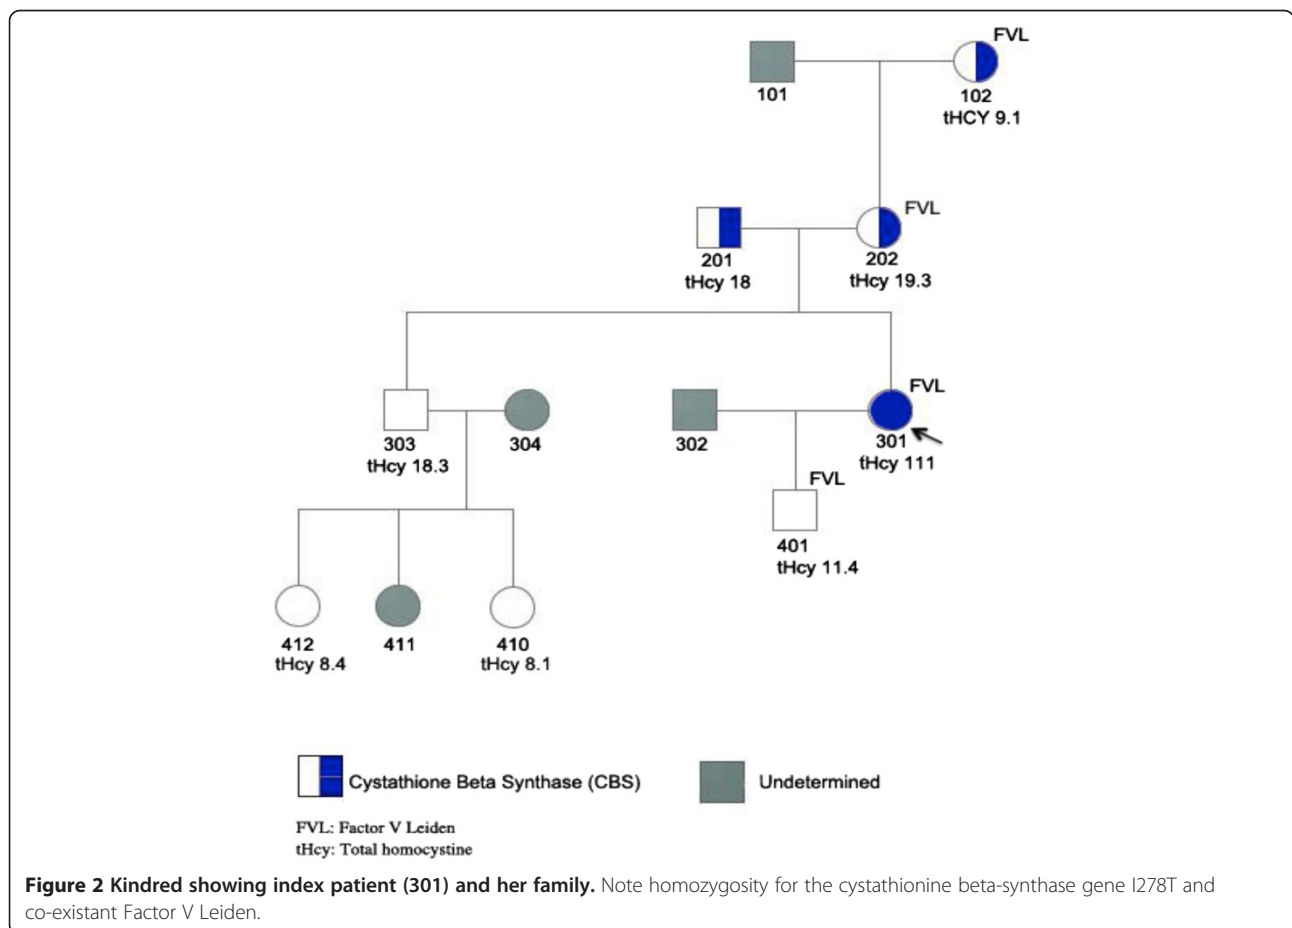 FVL
101
102
tHCY 9.1
FVL
201
tHcy 18
202
tHcy 19.3
FVL
303
tHcy 18.3
304
302
301
tHcy 111
FVL
401
tHcy 11.4
412
tHcy 8.4
411
410
tHcy 8.1
Cystathione Beta Synthase (CBS)
Undetermined
FVL: Factor V Leiden
tHcy: Total homocystine
Figure 2 Kindred showing index patient (301) and her family. Note homozygosity for the cystathionine beta-synthase gene I278T and
co-existant Factor V Leiden.